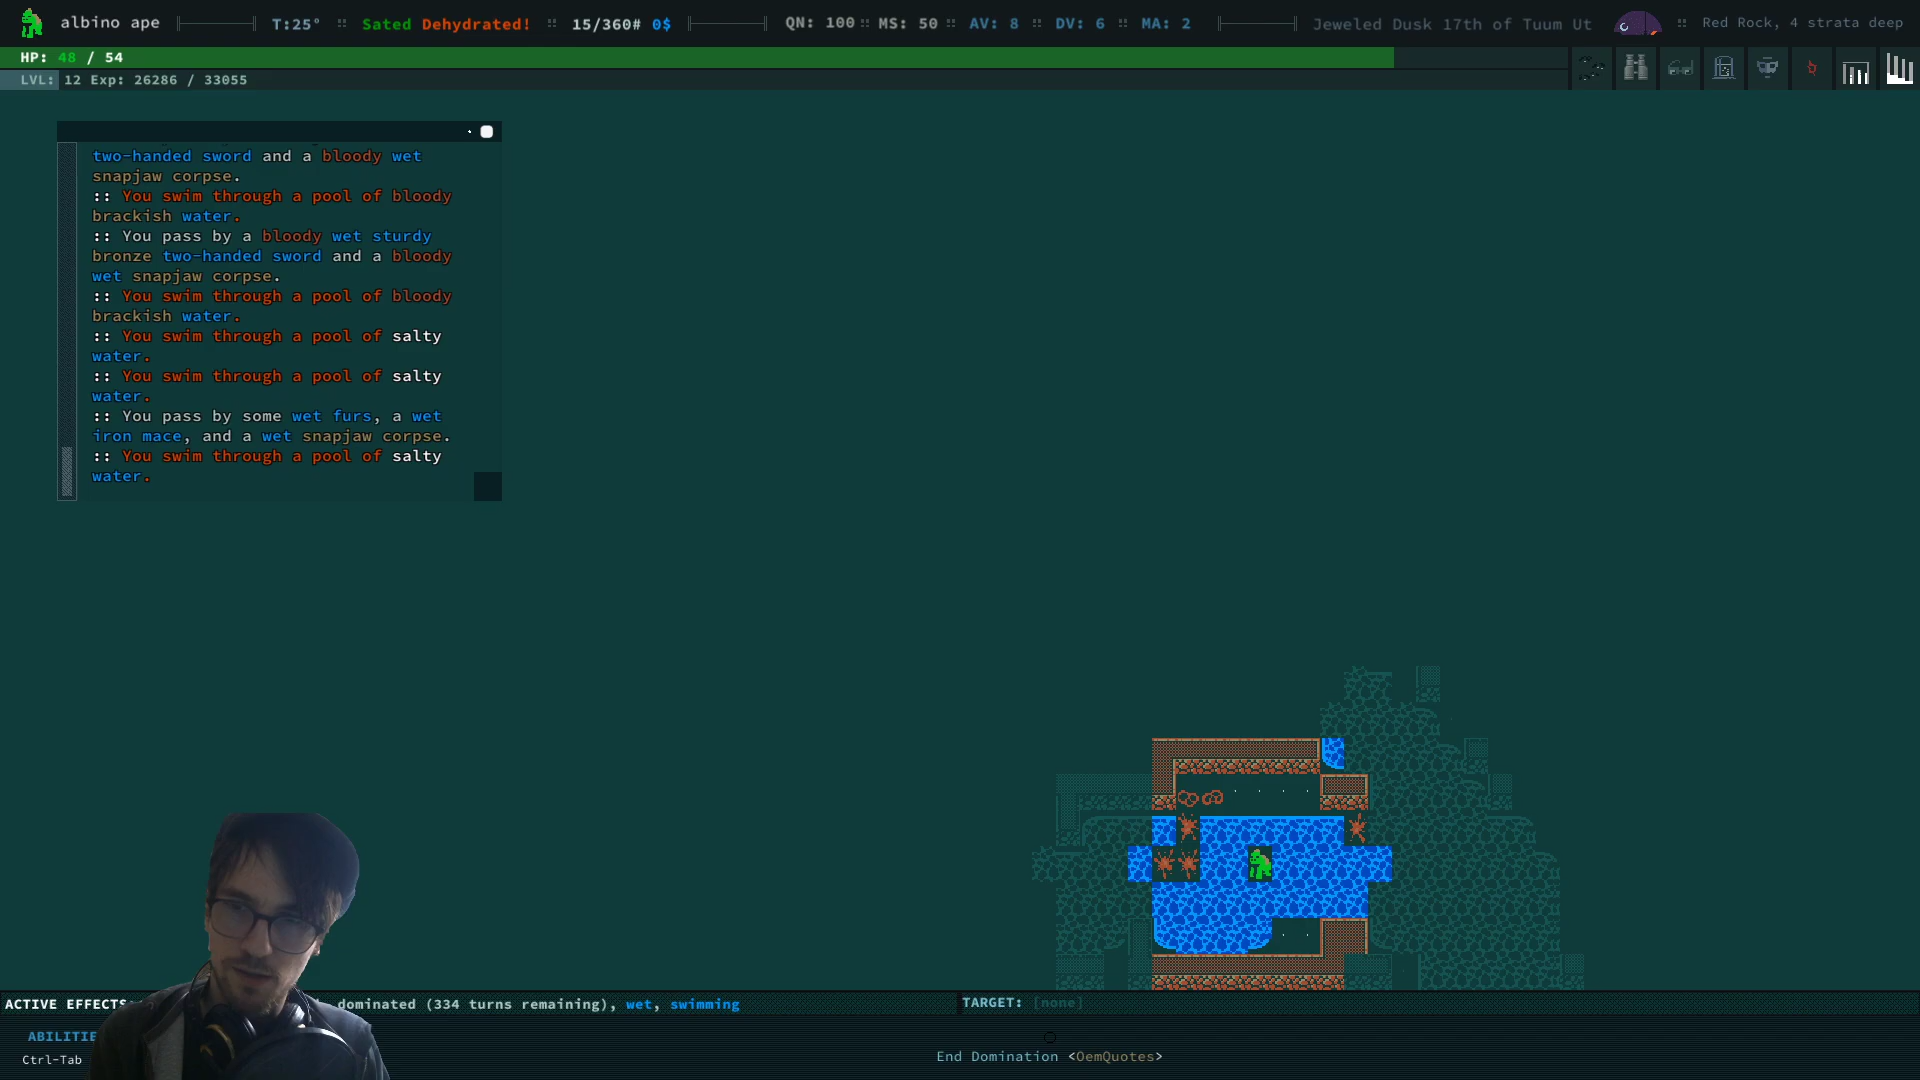 albino ape T:25° Sated Dehydrated! 15/360# 0$ QN: 100 MS: 50 AV: 8 DV: 6 MA: 2 Jeweled Dusk 17th of Tuum Ut Red Rock, 4 strata deep
HP: 48 / 54
LVL: 12 Exp: 26286 / 33055
two-handed sword and a bloody wet
snapjaw corpse.
:: You swim through a pool of bloody
brackish water.
:: You pass by a bloody wet sturdy
bronze two-handed sword and a bloody
wet snapjaw corpse.
:: You swim through a pool of bloody
brackish water.
:: You swim through a pool of salty
water.
:: You swim through a pool of salty
water.
:: You pass by some wet furs, a wet
iron mace, and a wet snapjaw corpse.
:: You swim through a pool of salty
water.
ACTIVE EFFECTS: dominated (334 turns remaining), wet, swimming
TARGET: [none]
ABILITIE
Ctrl-Tab
End Domination <OemQuotes>